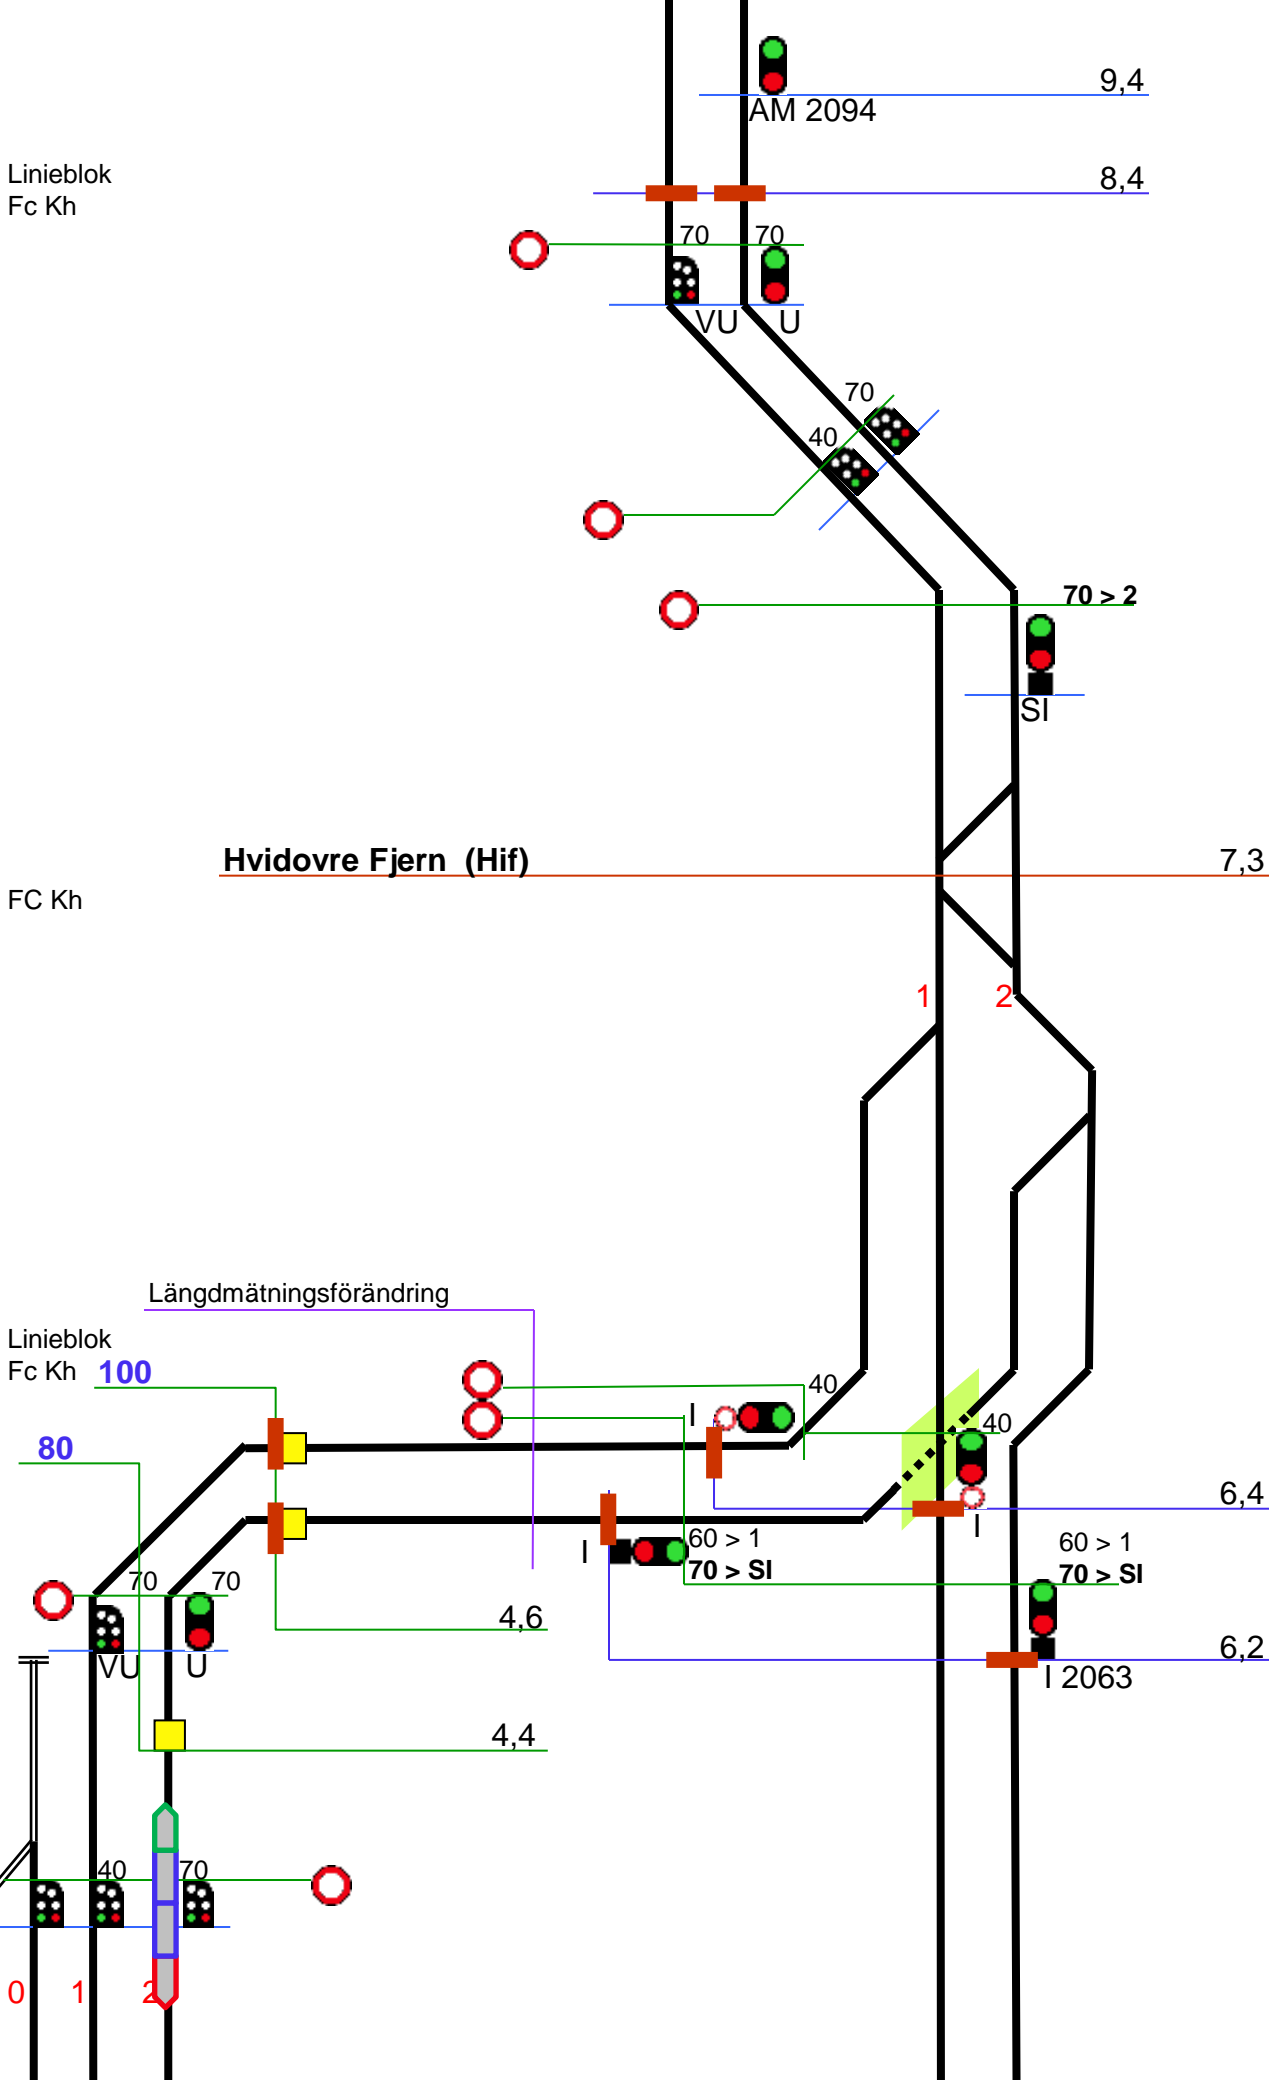 9,4
AM 2094
Linieblok
8,4
Fc Kh
70 70
VU U
70
40
70 > 2
SI
Hvidovre Fjern (Hif) 7,3
FC Kh
1 2
Längdmätningsförändring
Linieblok
Fc Kh 100
40
I
40
80
6,4
I
60 > 1
I
70 > SI
60 > 1
70 > SI
70 70
4,6
6,2
VU U
I 2063
4,4
40 70
0 1 2